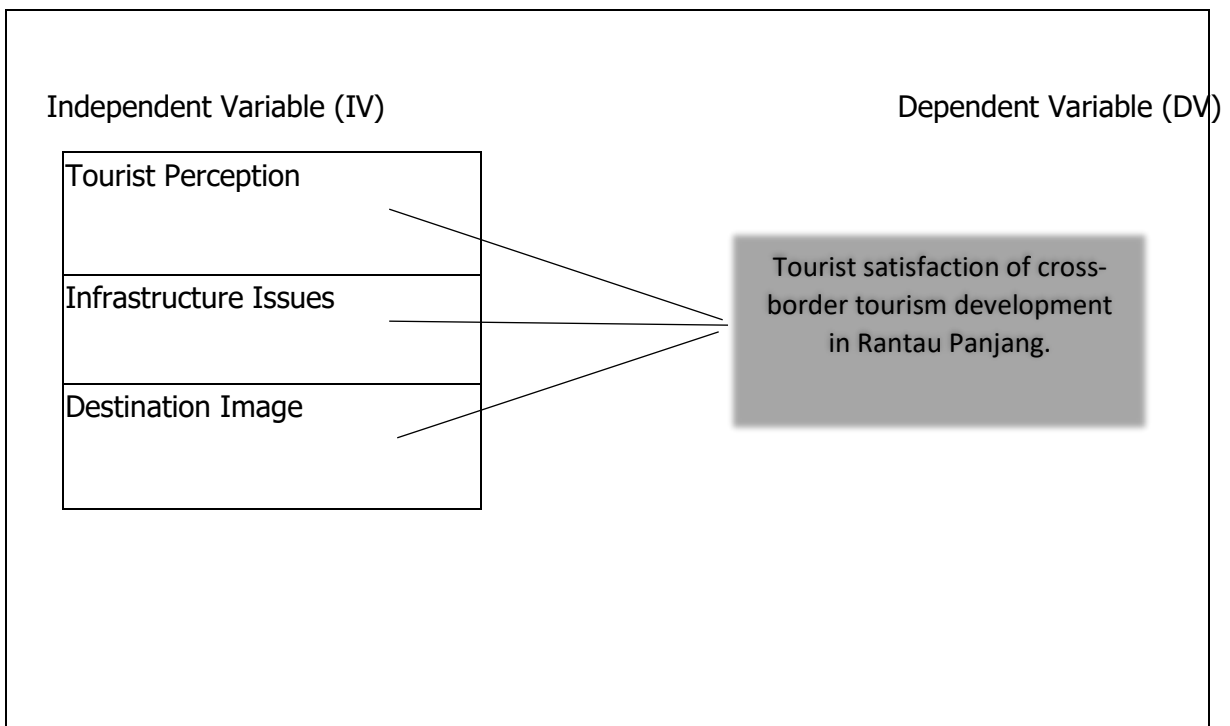 Independent Variable (IV)
Dependent Variable (DV)
Tourist Perception
Infrastructure Issues
Destination Image
Tourist satisfaction of cross-
border tourism development
in Rantau Panjang.